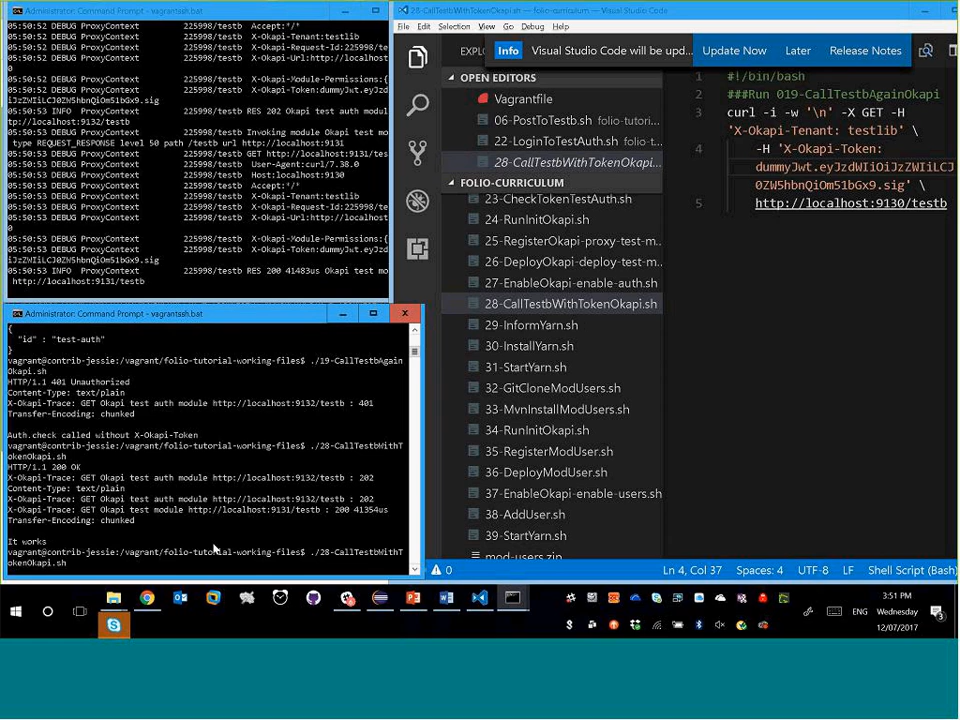 Administrator: Command Prompt - vagrantssh.bat
05:50:52 DEBUG ProxyContext 225998/testb Accept:*/*
05:50:52 DEBUG ProxyContext 225998/testb X-Okapi-Tenant:testlib
05:50:52 DEBUG ProxyContext 225998/testb X-Okapi-Request-Id:225998/te
05:50:52 DEBUG ProxyContext 225998/testb X-Okapi-Url:http://localhost:913
0
05:50:52 DEBUG ProxyContext 225998/testb X-Okapi-Module-Permissions:{
05:50:52 DEBUG ProxyContext 225998/testb X-Okapi-Token:dummyJwt.eyJzd
05:50:53 INFO ProxyContext 225998/testb RES 202 Okapi test auth modul
tp://localhost:9132/testb
05:50:53 DEBUG ProxyContext 225998/testb Invoking module Okapi test mo
type REQUEST_RESPONSE level 50 path /testb url http://localhost:9131
05:50:53 DEBUG ProxyContext 225998/testb GET http://localhost:9131/tes
05:50:53 DEBUG ProxyContext 225998/testb User-Agent:curl/7.38.0
05:50:53 DEBUG ProxyContext 225998/testb Host:localhost:9130
05:50:53 DEBUG ProxyContext 225998/testb Accept:*/*
05:50:53 DEBUG ProxyContext 225998/testb X-Okapi-Tenant:testlib
05:50:53 DEBUG ProxyContext 225998/testb X-Okapi-Request-Id:225998/te
05:50:53 DEBUG ProxyContext 225998/testb X-Okapi-Url:http://localhost:913
0
05:50:53 DEBUG ProxyContext 225998/testb X-Okapi-Module-Permissions:{
05:50:53 DEBUG ProxyContext 225998/testb X-Okapi-Token:dummyJwt.eyJzd
05:50:53 INFO ProxyContext 225998/testb RES 200 41483us Okapi test mo
http://localhost:9131/testb
Administrator: Command Prompt - vagrantssh.bat
{
"id" : "test-auth"
}
vagrant@contrib-jessie:/vagrant/folio-tutorial-working-files$ ./19-CallTestbAgain
Okapi.sh
HTTP/1.1 401 Unauthorized
Content-Type: text/plain
X-Okapi-Trace: GET Okapi test auth module http://localhost:9132/testb : 401
Transfer-Encoding: chunked
Auth.check called without X-Okapi-Token
vagrant@contrib-jessie:/vagrant/folio-tutorial-working-files$ ./28-CallTestbWithT
okenOkapi.sh
HTTP/1.1 200 OK
X-Okapi-Trace: GET Okapi test auth module http://localhost:9132/testb : 202
Content-Type: text/plain
X-Okapi-Trace: GET Okapi test auth module http://localhost:9132/testb : 202
X-Okapi-Trace: GET Okapi test module http://localhost:9131/testb : 200 41354us
Transfer-Encoding: chunked
It works
vagrant@contrib-jessie:/vagrant/folio-tutorial-working-files$ ./28-CallTestbWithT
okenOkapi.sh
28-CallTestbWithTokenOkapi.sh - folio-curriculum - Visual Studio Code
File Edit Selection View Go Debug Help
EXPL
Info Visual Studio Code will be upd... Update Now Later Release Notes
OPEN EDITORS
Vagrantfile
06-PostToTestb.sh folio-tutori...
22-LoginToTestAuth.sh folio-t...
28-CallTestbWithTokenOkapi...
FOLIO-CURRICULUM
23-CheckTokenTestAuth.sh
24-RunInitOkapi.sh
25-RegisterOkapi-proxy-test-m...
26-DeployOkapi-deploy-test-m...
27-EnableOkapi-enable-auth.sh
28-CallTestbWithTokenOkapi.sh
29-InformYarn.sh
30-InstallYarn.sh
31-StartYarn.sh
32-GitCloneModUsers.sh
33-MvnInstallModUsers.sh
34-RunInitOkapi.sh
35-RegisterModUser.sh
36-DeployModUser.sh
37-EnableOkapi-enable-users.sh
38-AddUser.sh
39-StartYarn.sh
mod-users.zip
1 #!/bin/bash
2 ###Run 019-CallTestbAgainOkapi
3 curl -i -w '\n' -X GET -H
'X-Okapi-Tenant: testlib' \
4 -H 'X-Okapi-Token:
dummyJwt.eyJzdWIiOiJzZWIiLCJ
0ZW5hbnQiOm51bGx9.sig' \
5 http://localhost:9130/testb
0 Ln 4, Col 37 Spaces: 4 UTF-8 LF Shell Script (Bash)
3:51 PM
ENG Wednesday
12/07/2017
3